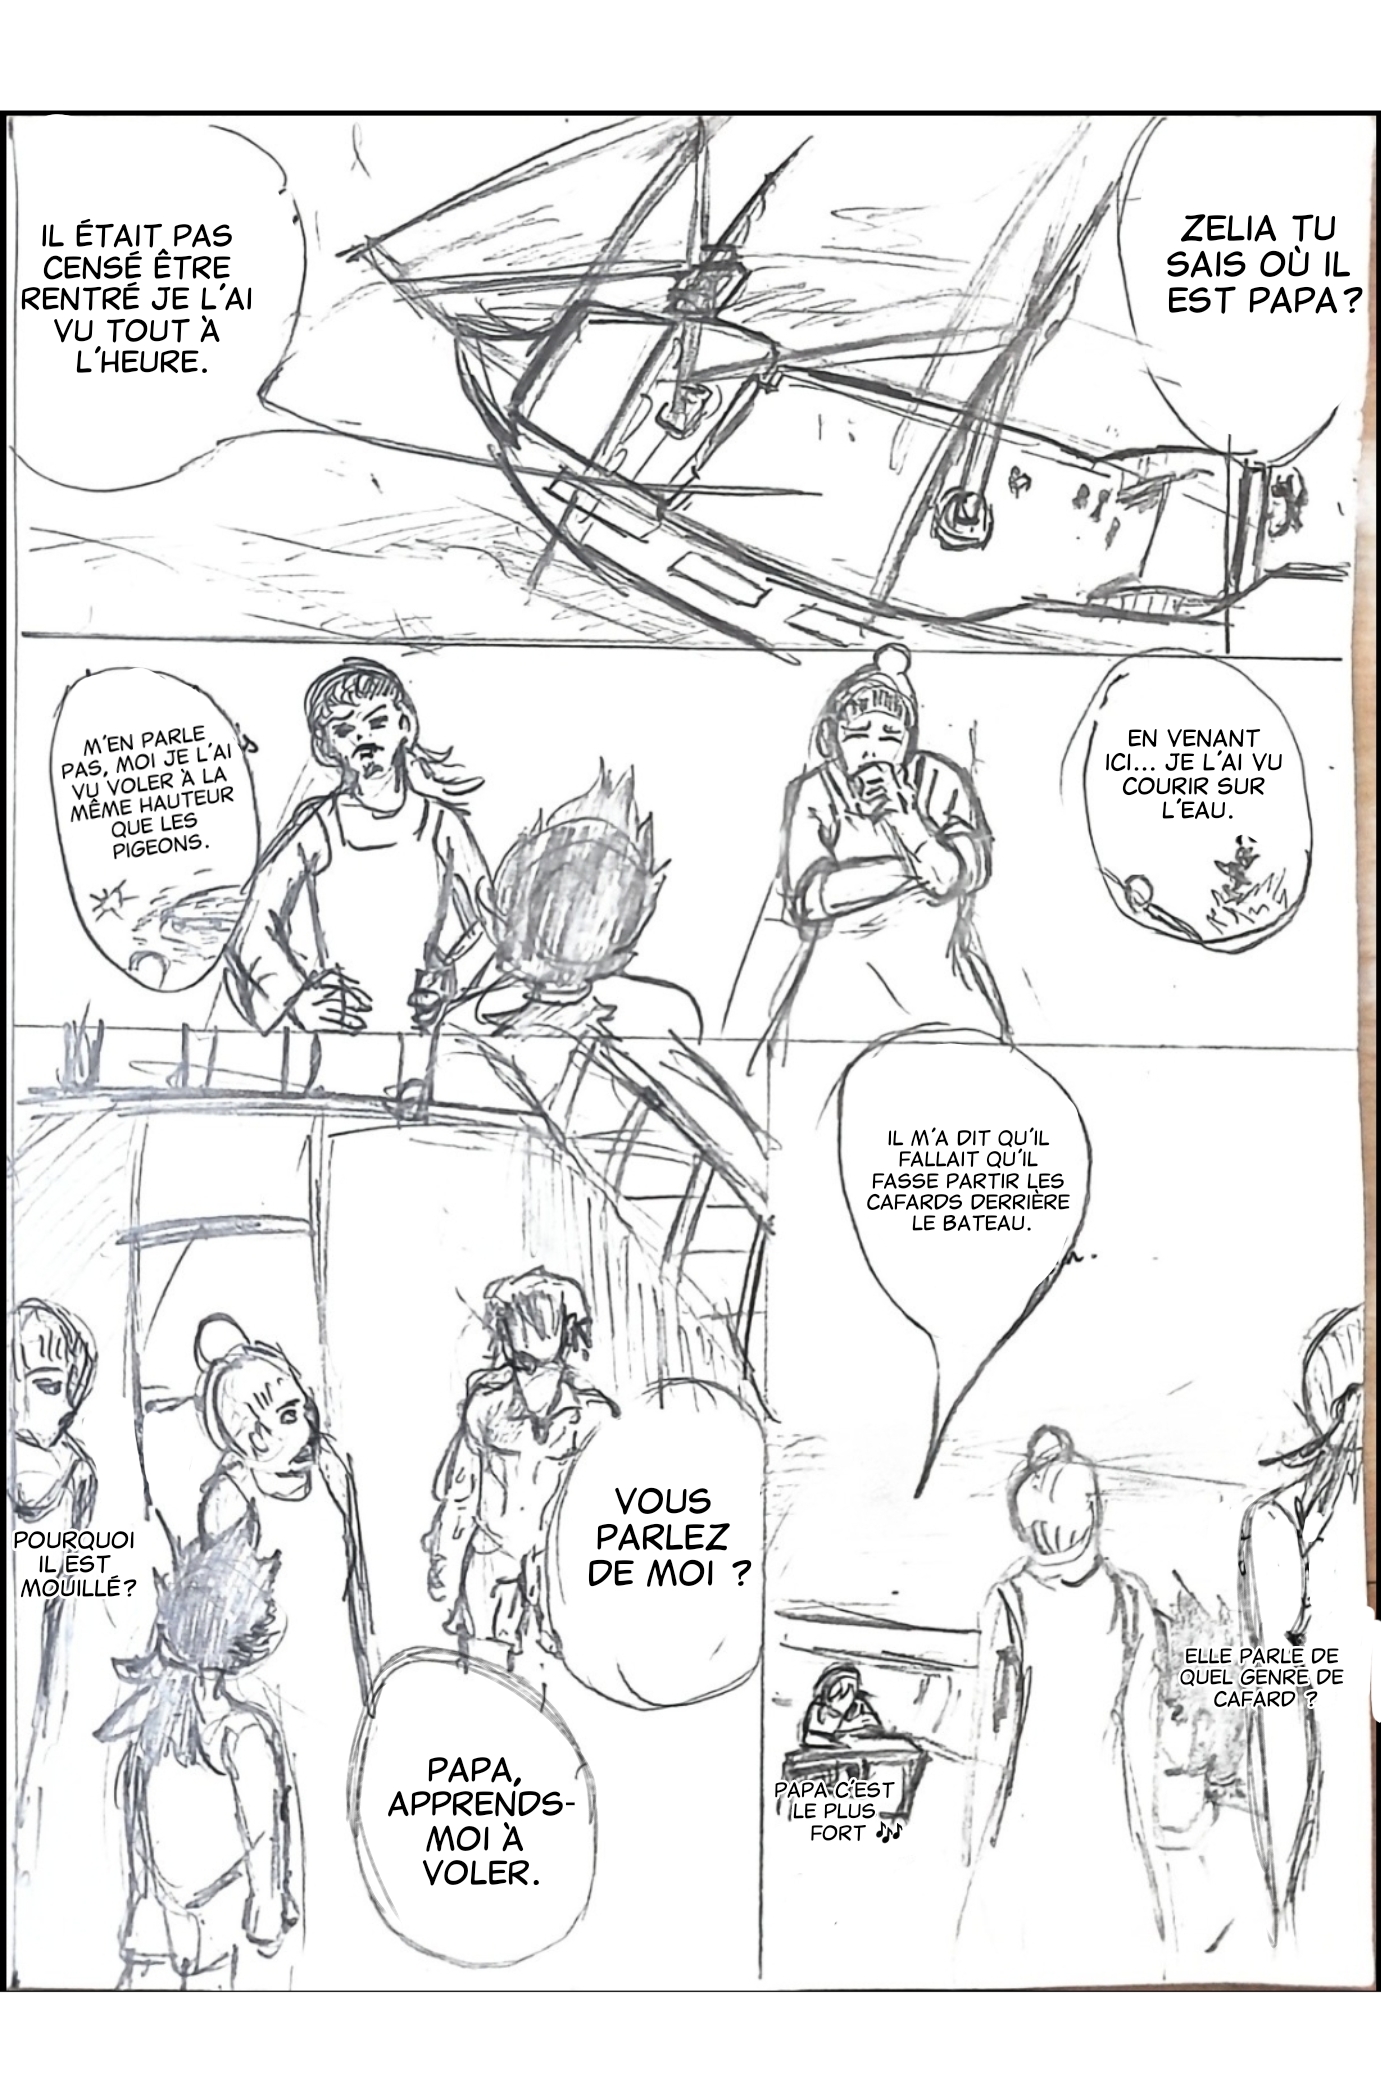 ZELIA TU
SAIS OÙ IL
EST PAPA?
IL ÉTAIT PAS
CENSÉ ÊTRE
RENTRÉ JE L'AI
VU TOUT À
L'HEURE.
EN VENANT
ICI... JE L'AI VU
COURIR SUR
L'EAU.
M'EN PARLE
PAS, MOI JE L'AI
VU VOLER À LA
MÊME HAUTEUR
QUE LES
PIGEONS.
IL M'A DIT QU'IL
FALLAIT QU'IL
FASSE PARTIR LES
CAFARDS DERRIÈRE
LE BATEAU.
ELLE PARLE DE
QUEL GENRE DE
CAFARD ?
PAPA C'EST
LE PLUS
FORT 🎶
VOUS
PARLEZ
DE MOI ?
POURQUOI
IL EST
MOUILLÉ?
PAPA,
APPRENDS-
MOI À
VOLER.